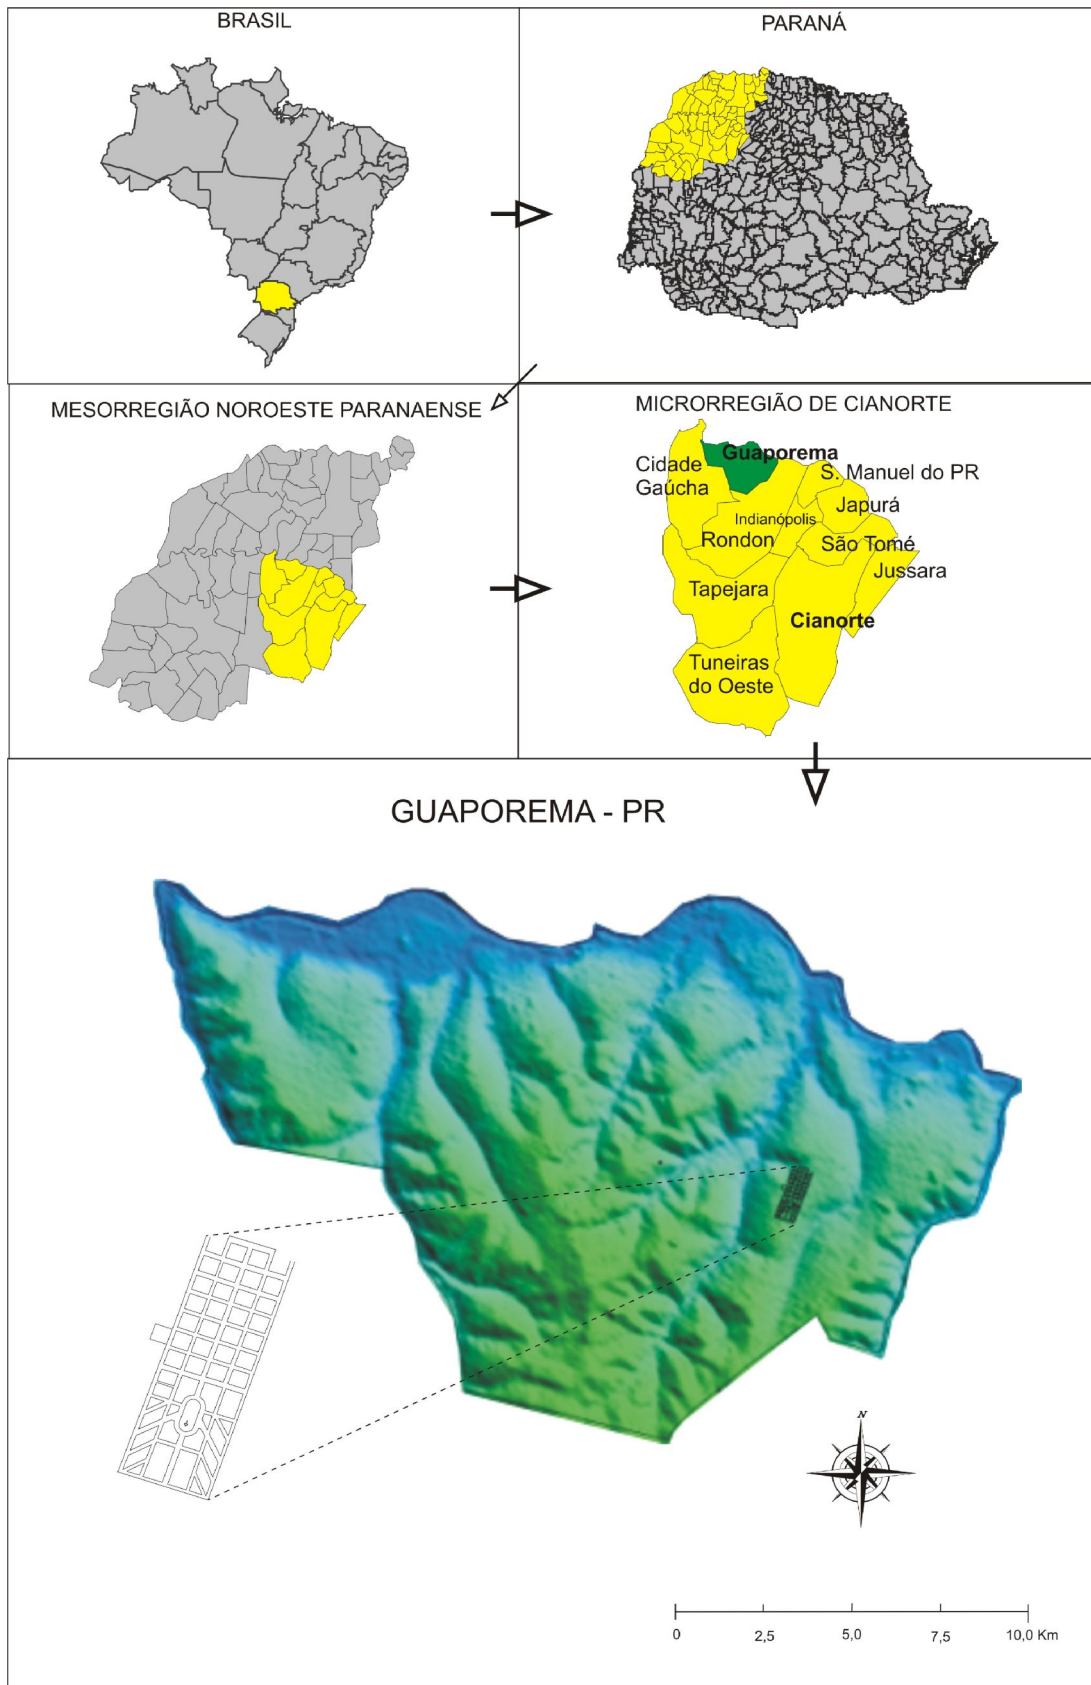 BRASIL
PARANÁ
MESORREGIÃO NOROESTE PARANAENSE
MICRORREGIÃO DE CIANORTE
Guaporema
Cidade
Gaúcha
S. Manuel do PR
Japurá
Indianópolis
Rondon
São Tomé
Jussara
Tapejara
Cianorte
Tuneiras
do Oeste
GUAPOREMA - PR
N
0 2,5 5,0 7,5 10,0 Km